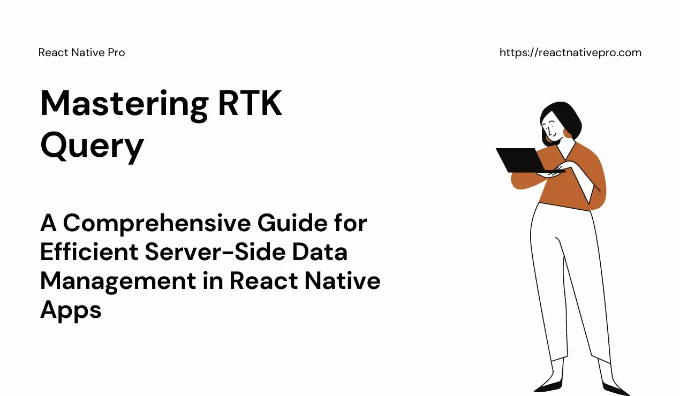 React Native Pro
https://reactnativepro.com
Mastering RTK
Query
A Comprehensive Guide for
Efficient Server-Side Data
Management in React Native
Apps